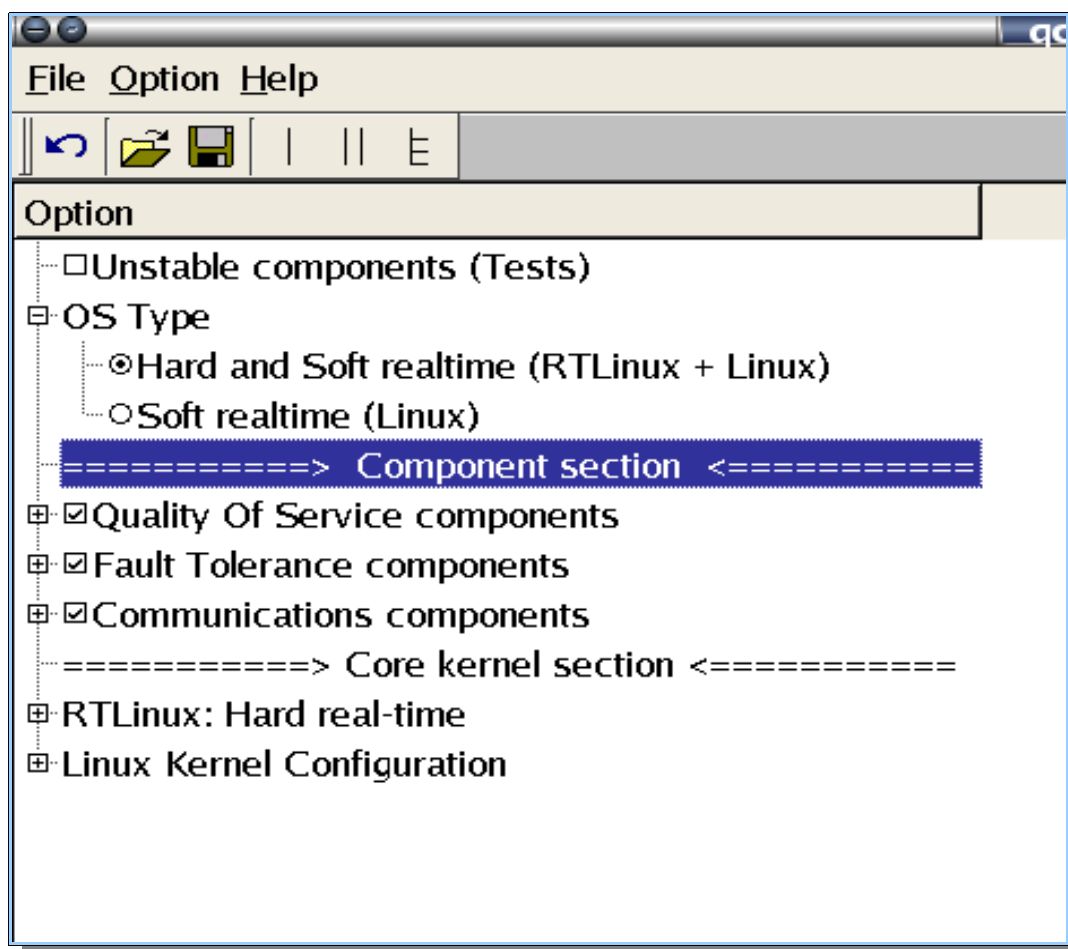 File Option Help
Option
Unstable components (Tests)
OS Type
Hard and Soft realtime (RTLinux + Linux)
Soft realtime (Linux)
===========> Component section <===========
Quality Of Service components
Fault Tolerance components
Communications components
===========> Core kernel section <===========
RTLinux: Hard real-time
Linux Kernel Configuration